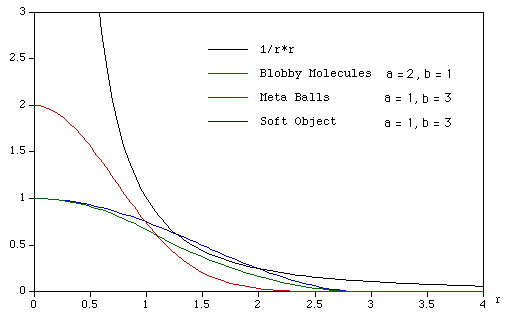 3
2.5
2
1.5
1
0.5
0
1/r*r
Blobby Molecules a = 2 , b = 1
Meta Balls a = 1, b = 3
Soft Object a = 1, b = 3
0 0.5 1 1.5 2 2.5 3 3.5 4 r